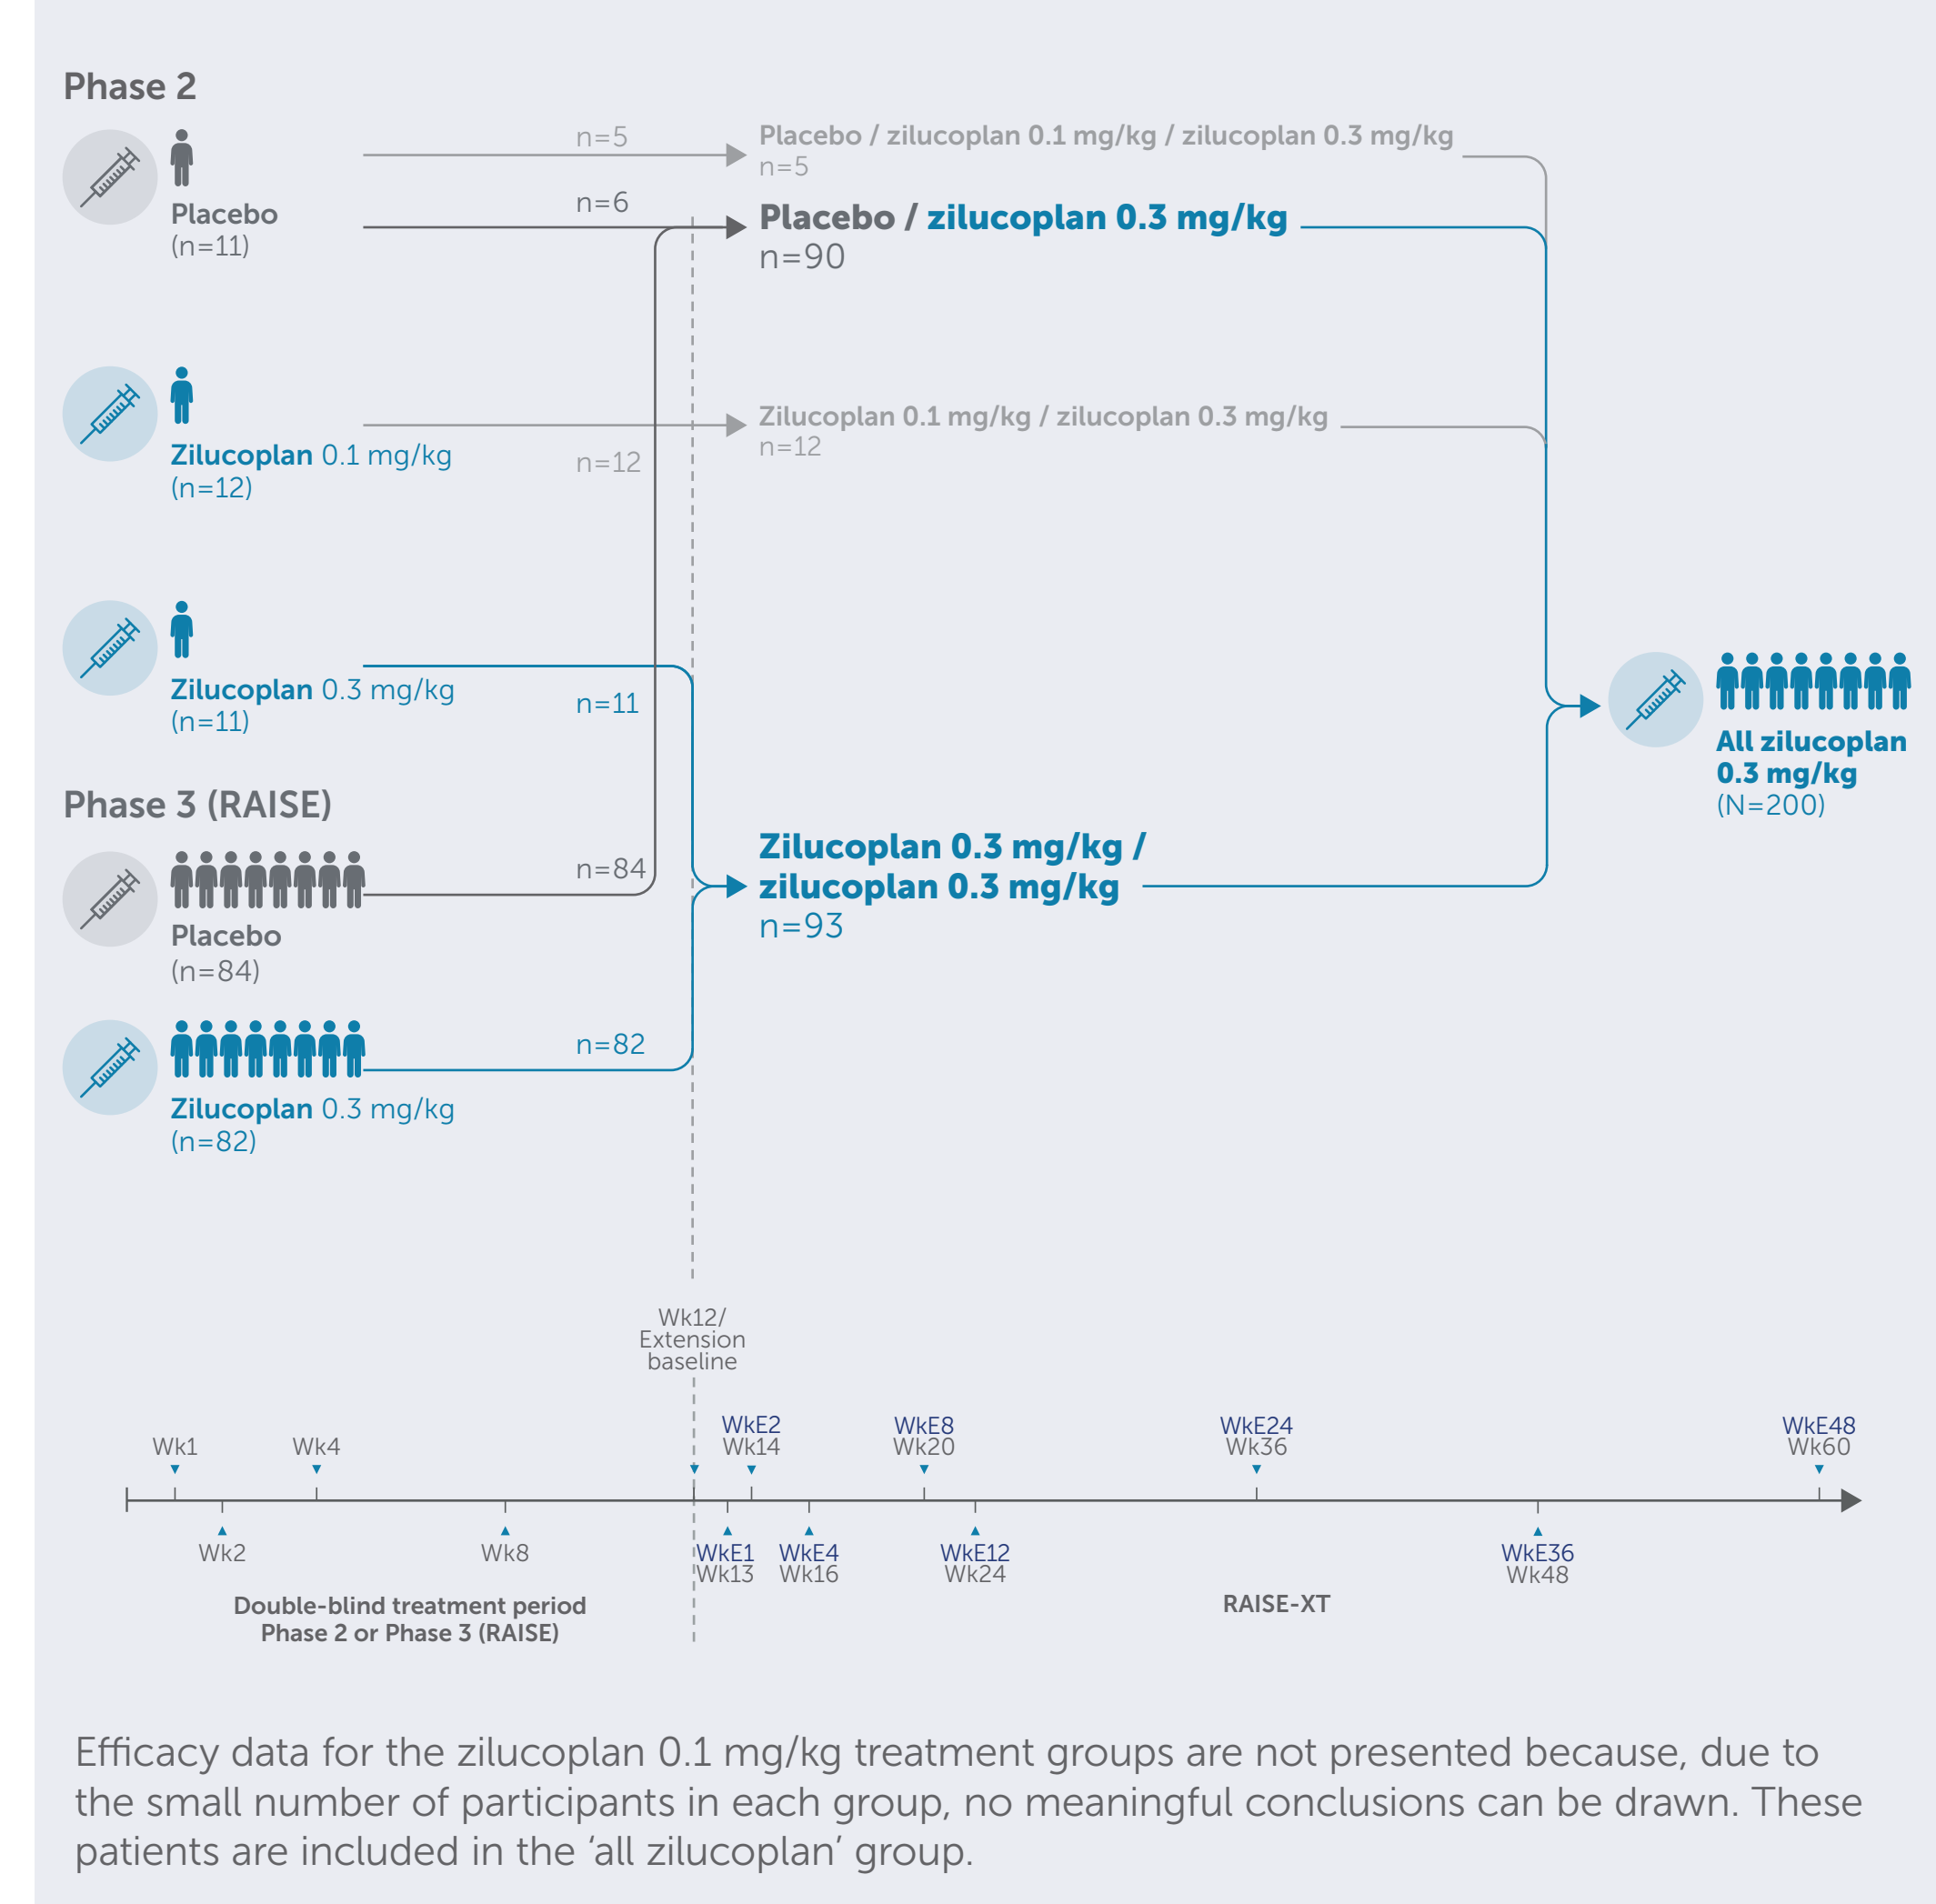 Phase 2
Placebo
(n=11)
n=5
Placebo / zilucoplan 0.1 mg/kg / zilucoplan 0.3 mg/kg
n=5
n=6
Placebo / zilucoplan 0.3 mg/kg
n=90
Zilucoplan 0.1 mg/kg
(n=12)
n=12
Zilucoplan 0.1 mg/kg / zilucoplan 0.3 mg/kg
n=12
Zilucoplan 0.3 mg/kg
(n=11)
n=11
All zilucoplan
0.3 mg/kg
(N=200)
Phase 3 (RAISE)
Placebo
(n=84)
n=84
Zilucoplan 0.3 mg/kg /
zilucoplan 0.3 mg/kg
n=93
Zilucoplan 0.3 mg/kg
(n=82)
n=82
Wk12/
Extension
baseline
Wk1
Wk4
WkE2
Wk14
WkE8
Wk20
WkE24
Wk36
WkE48
Wk60
Wk2
Wk8
WkE1
Wk13
WkE4
Wk16
WkE12
Wk24
WkE36
Wk48
Double-blind treatment period
Phase 2 or Phase 3 (RAISE)
RAISE-XT
Efficacy data for the zilucoplan 0.1 mg/kg treatment groups are not presented because, due to
the small number of participants in each group, no meaningful conclusions can be drawn. These
patients are included in the ‘all zilucoplan’ group.